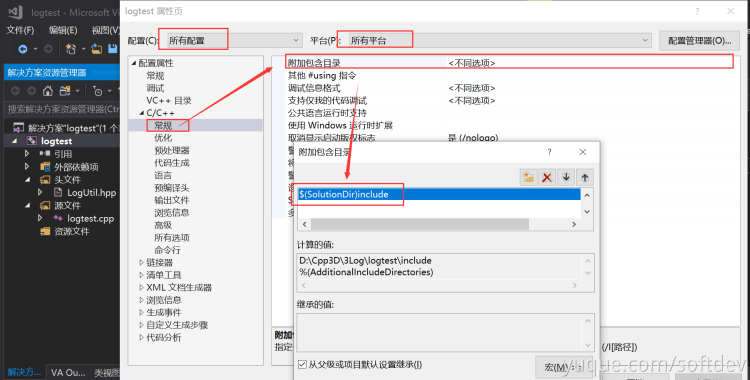 logtest - Microsoft Vi
文件(F) 编辑(E) 视图(V)
解决方案资源管理器
搜索解决方案资源管理器(Ctrl
解决方案"logtest"(1 个
logtest
引用
外部依赖项
头文件
LogUtil.hpp
源文件
logtest.cpp
资源文件
解决方案... VA Ou... 类视图
logtest 属性页
配置(C): 所有配置 平台(P): 所有平台 配置管理器(O)...
配置属性
常规
调试
VC++ 目录
C/C++
常规
优化
预处理器
代码生成
语言
预编译头
输出文件
浏览信息
高级
所有选项
命令行
链接器
清单工具
XML 文档生成器
浏览信息
生成事件
自定义生成步骤
代码分析
附加包含目录 <不同选项>
其他 #using 指令
调试信息格式 <不同选项>
支持仅我的代码调试 <不同选项>
公共语言运行时支持
使用 Windows 运行时扩展
取消显示启动版权标志 是 (/nologo)
附加包含目录
$(SolutionDir)include
计算的值:
D:\Cpp3D\3Log\logtest\include
%(AdditionalIncludeDirectories)
继承的值:
从父级或项目默认设置继承(I)
宏(M)>>
附加
指定
(/I[路径])
yuque.com/softdev